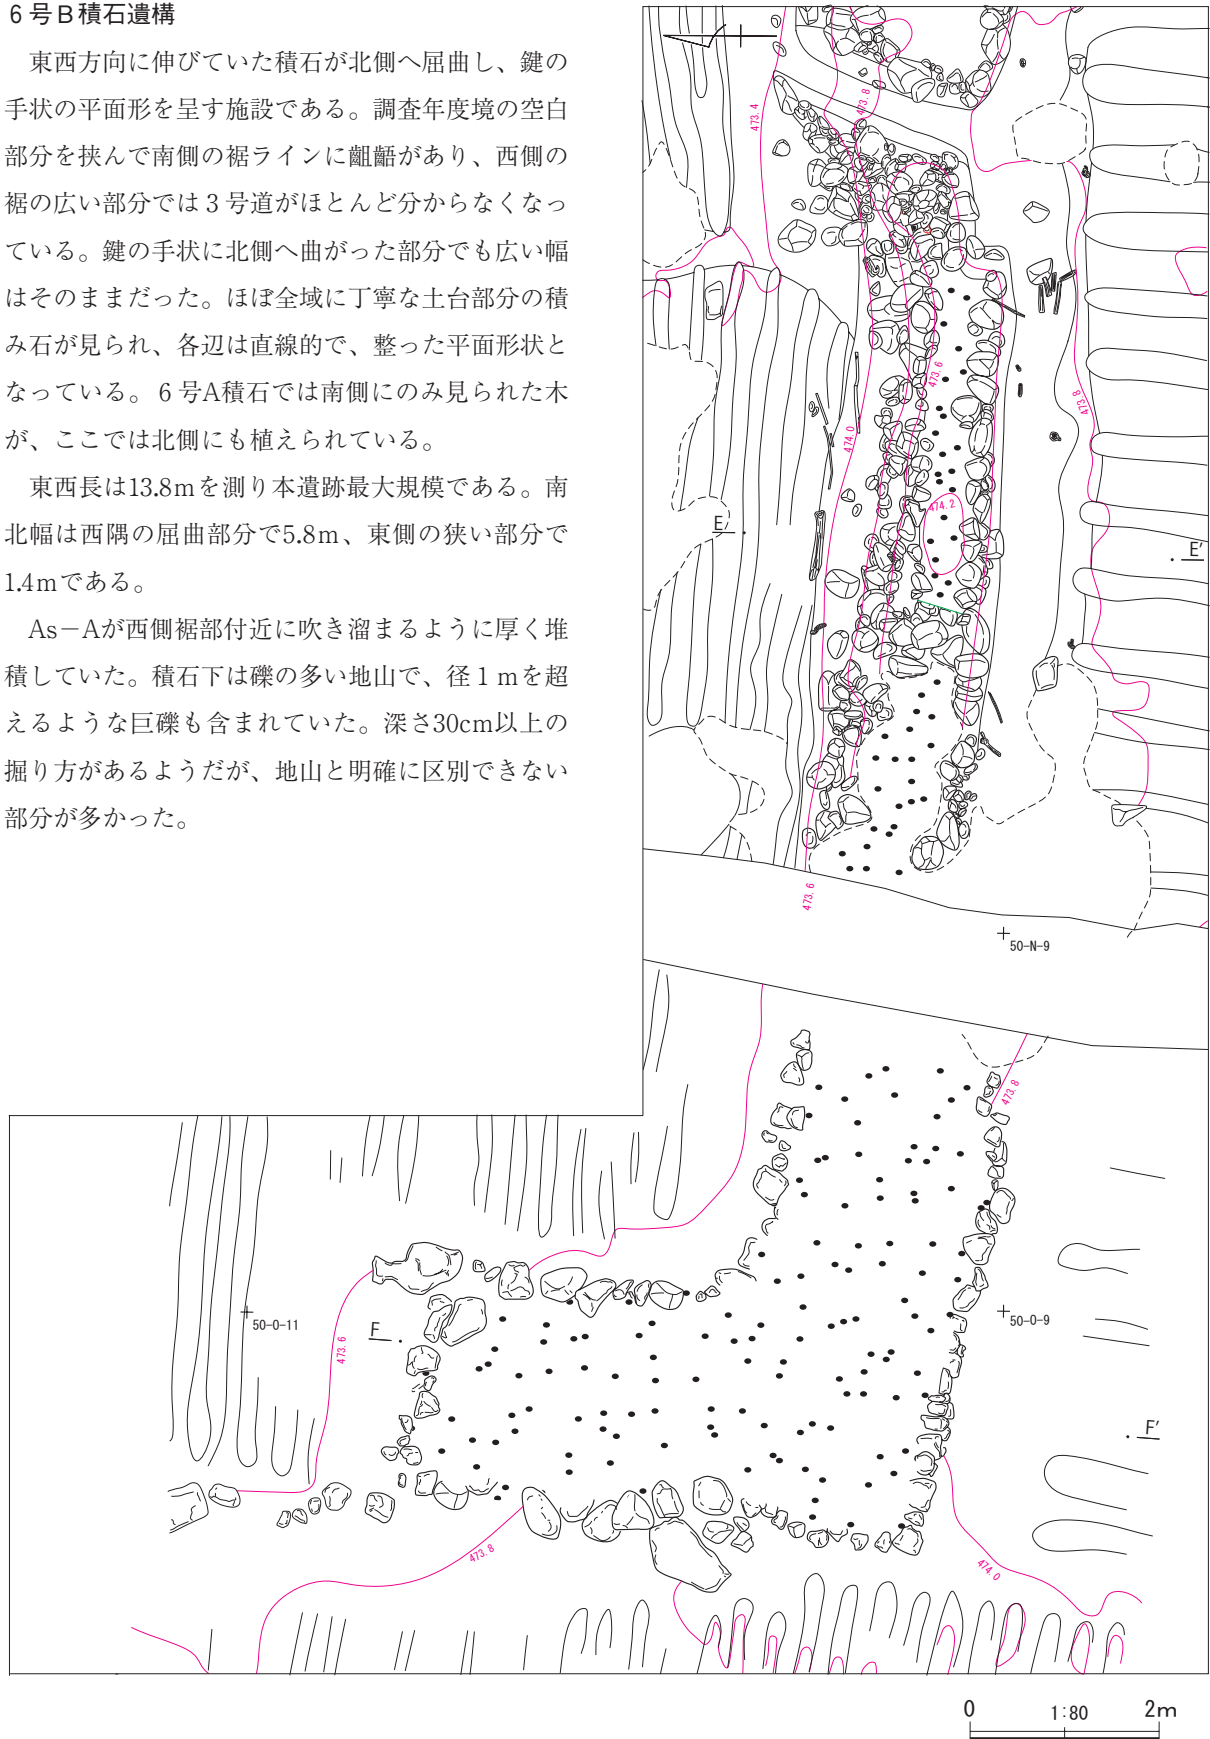 ６号Ｂ積石遺構
　東西方向に伸びていた積石が北側へ屈曲し、鍵の
手状の平面形を呈す施設である。調査年度境の空白
部分を挟んで南側の裾ラインに齟齬があり、西側の
裾の広い部分では３号道がほとんど分からなくなっ
ている。鍵の手状に北側へ曲がった部分でも広い幅
はそのままだった。ほぼ全域に丁寧な土台部分の積
み石が見られ、各辺は直線的で、整った平面形状と
なっている。６号A積石では南側にのみ見られた木
が、ここでは北側にも植えられている。
　東西長は13.8mを測り本遺跡最大規模である。南
北幅は西隅の屈曲部分で5.8m、東側の狭い部分で
1.4mである。
　As－Aが西側裾部付近に吹き溜まるように厚く堆
積していた。積石下は礫の多い地山で、径１mを超
えるような巨礫も含まれていた。深さ30cm以上の
掘り方があるようだが、地山と明確に区別できない
部分が多かった。
473.4
473.8
473.6
473.8
474.0
474.2
E
E′
473.6
50-N-9
473.8
50-O-11
F
473.6
50-O-9
F′
473.8
474.0
0
1:80
2m